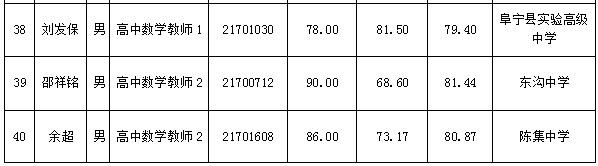 38 刘发保 男 高中数学教师1 21701030 78.00 81.50 79.40 阜宁县实验高级
中学
39 邵祥铭 男 高中数学教师2 21700712 90.00 68.60 81.44 东沟中学
40 余超 男 高中数学教师2 21701608 86.00 73.17 80.87 陈集中学